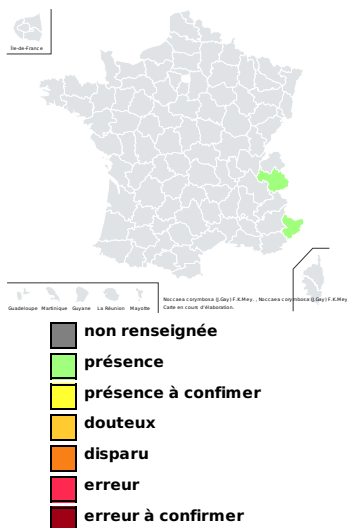 Île-de-France
Guadeloupe Martinique Guyane La Réunion Mayotte
Noccaea corymbosa (J.Gay) F.K.Mey. , Noccaea corymbosa (J.Gay) F.K.Mey
Carte en cours d'élaboration.
non renseignée
présence
présence à confimer
douteux
disparu
erreur
erreur à confirmer